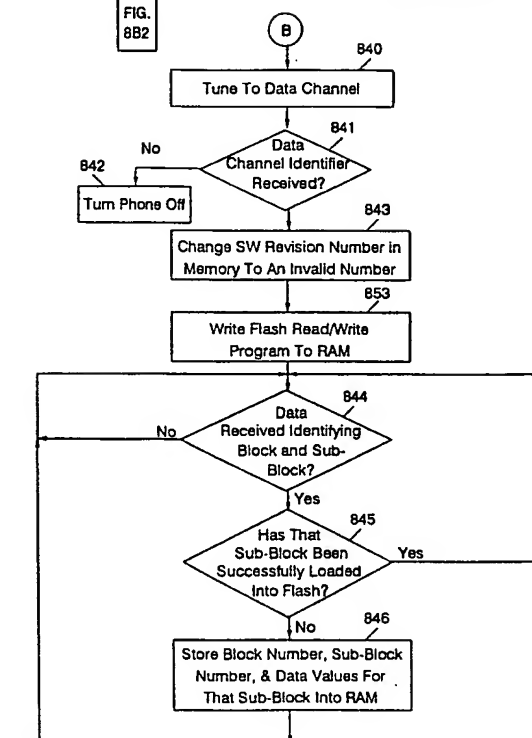 FIG.
8B2
B
840
Tune To Data Channel
841
Data
Channel Identifier
Received?
No
842
Turn Phone Off
843
Change SW Revision Number in
Memory To An Invalid Number
853
Write Flash Read/Write
Program To RAM
844
Data
Received Identifying
Block and Sub-
Block?
No
Yes
845
Has That
Sub-Block Been
Successfully Loaded
Into Flash?
Yes
No
846
Store Block Number, Sub-Block
Number, & Data Values For
That Sub-Block Into RAM